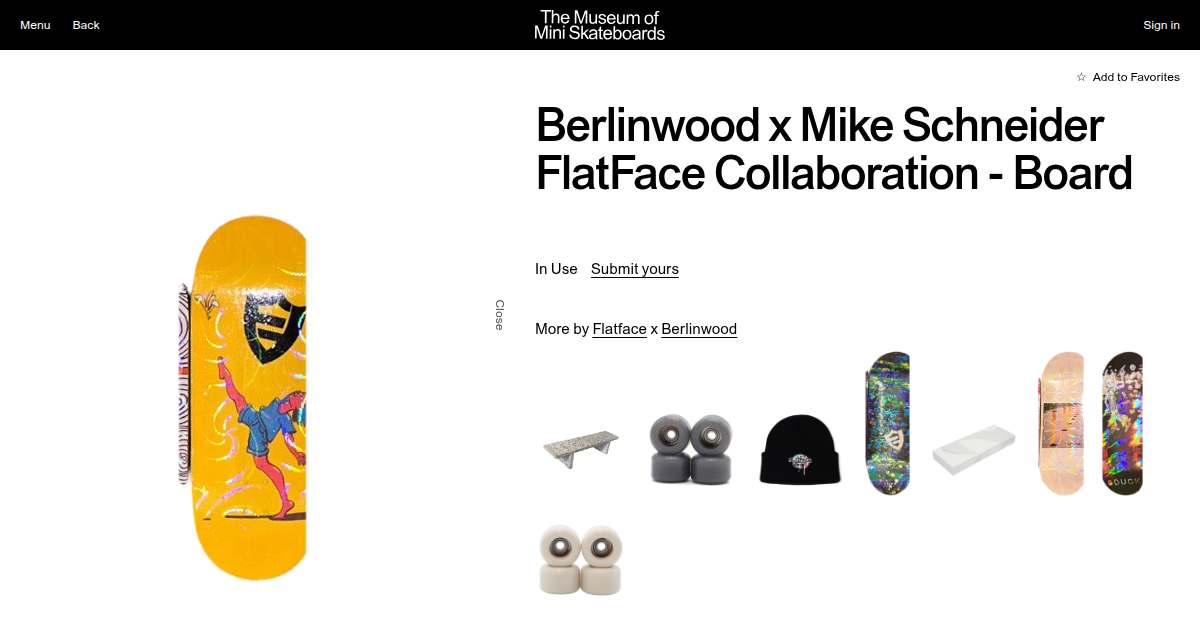 Menu
Back
The Museum of
Mini Skateboards
Sign in
☆ Add to Favorites
Berlinwood x Mike Schneider
FlatFace Collaboration - Board
In Use
Submit yours
Close
More by Flatface x Berlinwood